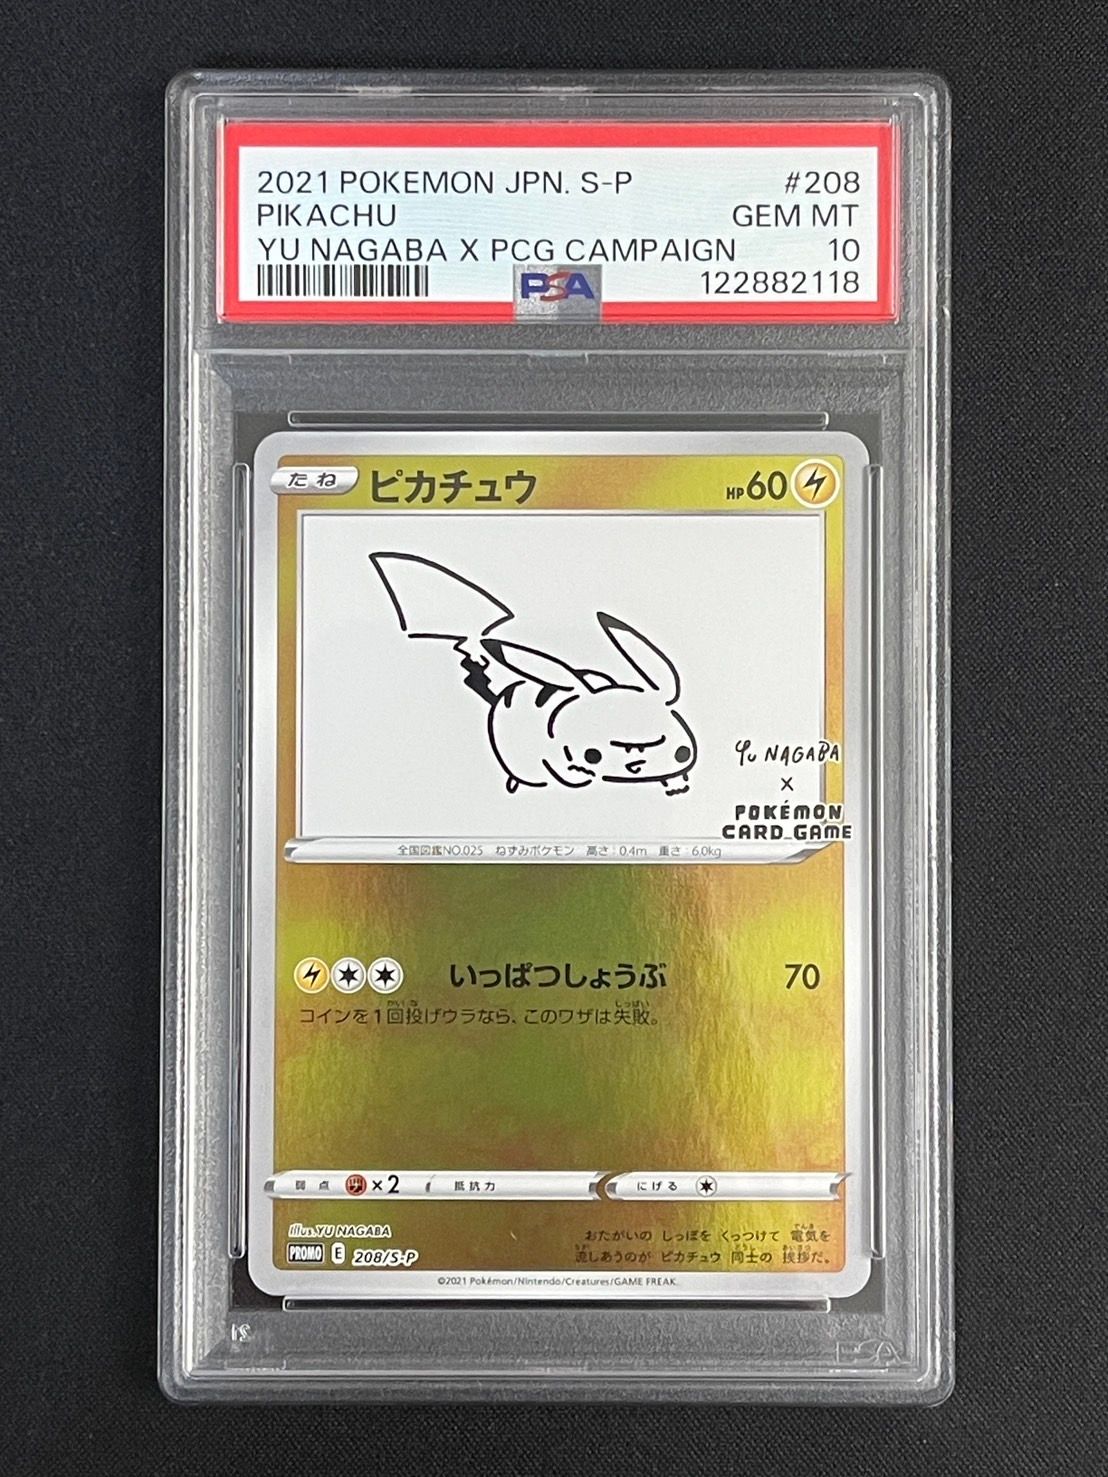 2021 POKEMON JPN. S-P #208
PIKACHU GEM MT
YU NAGABA X PCG CAMPAIGN 10
PSA 122882118
たね ピカチュウ HP60
Yu NAGABA
×
POKÉMON
CARD GAME
全国図鑑NO.025 ねずみポケモン 高さ:0.4m 重さ:6.0kg
いっぱつしょうぶ 70
コインを1回投げウラなら、このワザは失敗。
弱点 ×2 抵抗力 にげる
illus. YU NAGABA
おたがいの しっぽを くっつけて 電気を
PROMO E 208/S-P 流しあうのが ピカチュウ 同士の 挨拶だ。
©2021 Pokémon/Nintendo/Creatures/GAME FREAK.
PSA